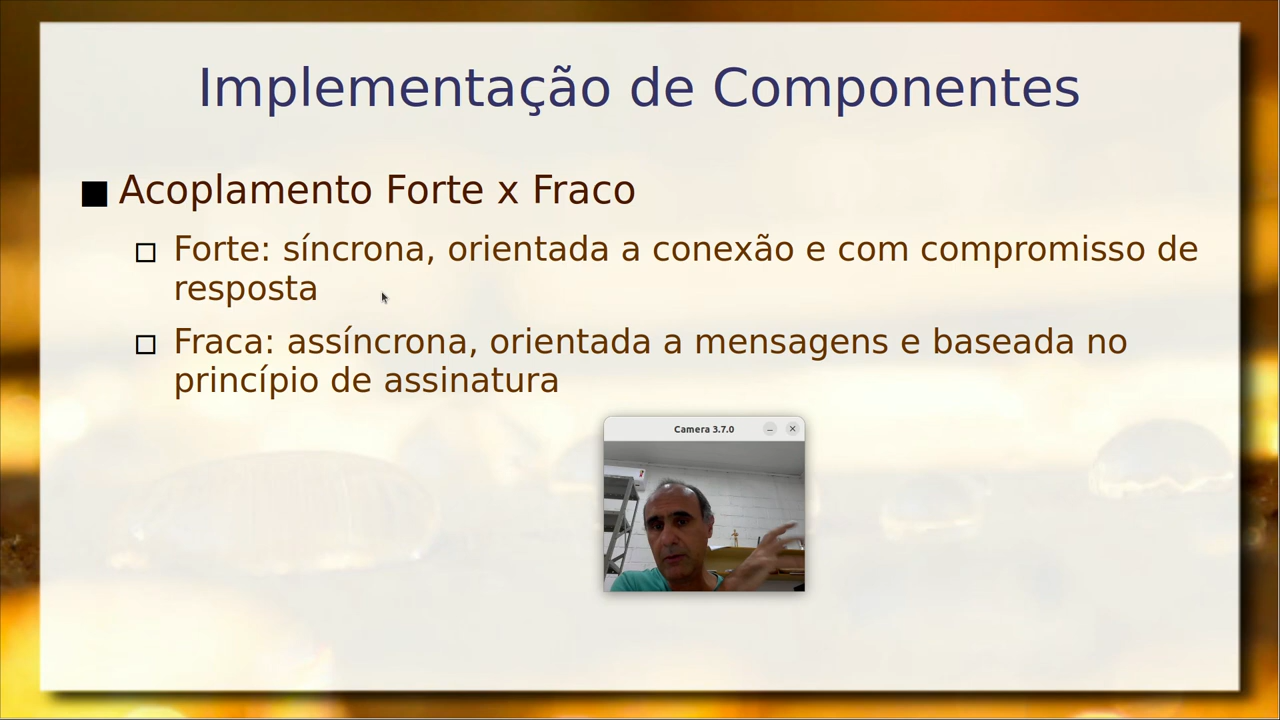 Implementação de Componentes
Acoplamento Forte x Fraco
Forte: síncrona, orientada a conexão e com compromisso de
resposta
Fraca: assíncrona, orientada a mensagens e baseada no
princípio de assinatura
Camera 3.7.0